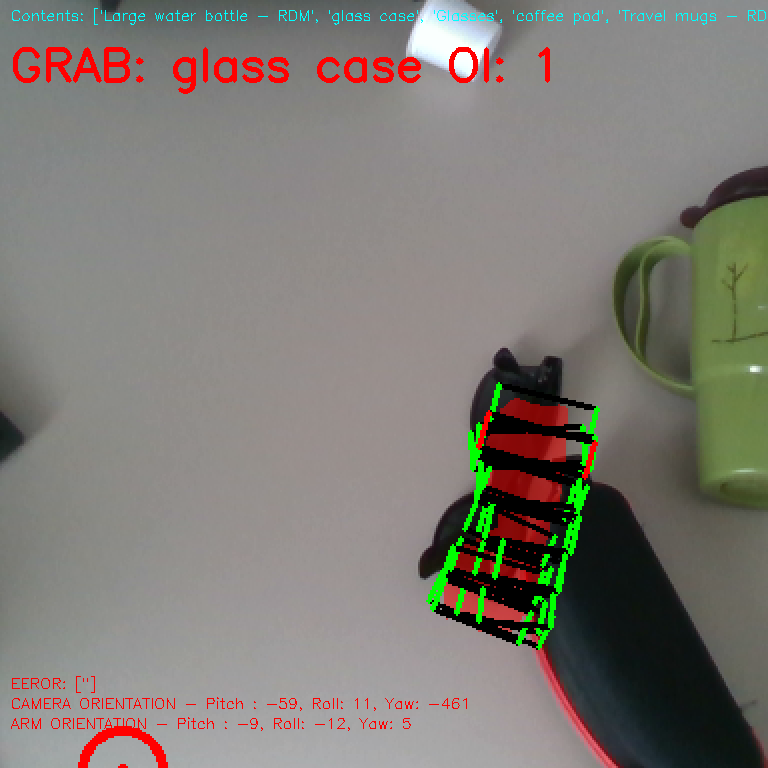 Contents: ['Large water bottle - RDM', 'glass case', 'Glasses', 'coffee pod', 'Travel mugs - RD
GRAB: glass case OI: 1
EEROR: ['']
CAMERA ORIENTATION - Pitch : -59, Roll: 11, Yaw: -461
ARM ORIENTATION - Pitch : -9, Roll: -12, Yaw: 5